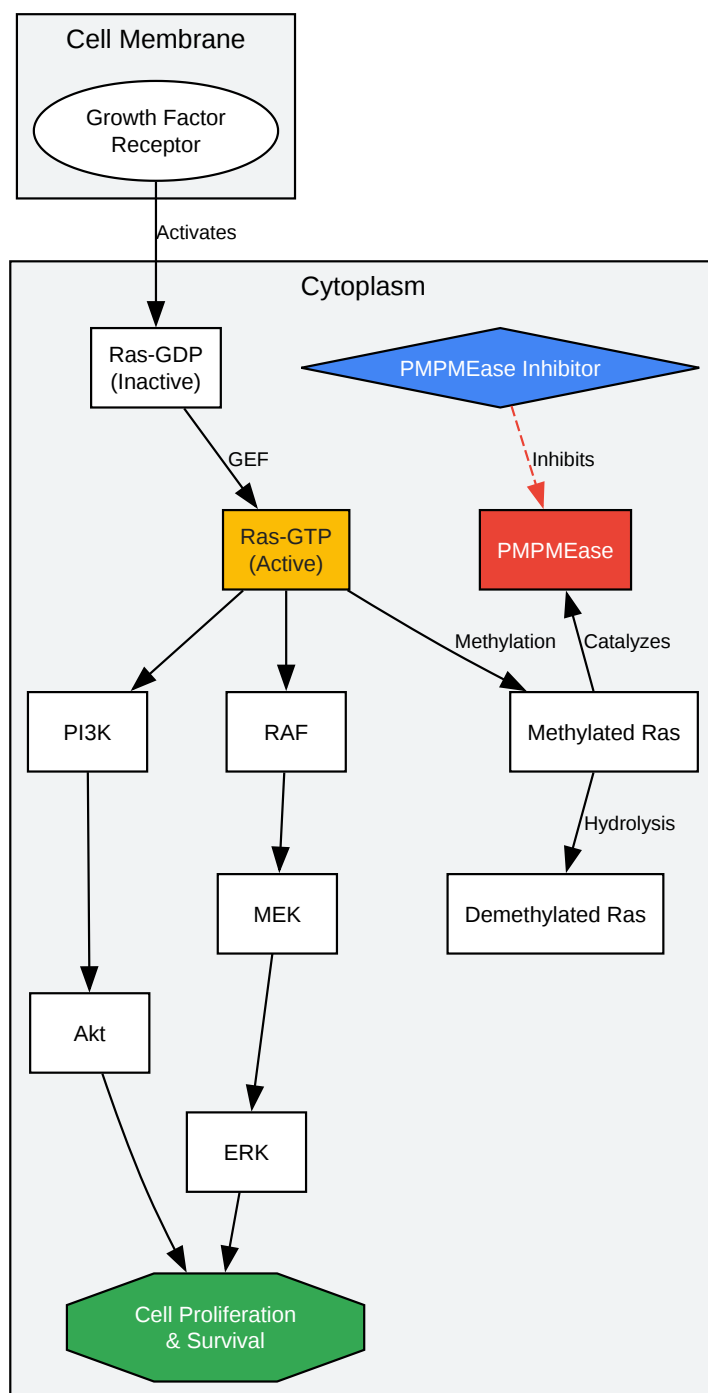 Cell Membrane
Growth Factor
Receptor
Activates
Cytoplasm
Ras-GDP
(Inactive)
PMPMEase Inhibitor
GEF
Inhibits
Ras-GTP
(Active)
PMPMEase
Methylation
Catalyzes
PI3K
RAF
Methylated Ras
Hydrolysis
MEK
Demethylated Ras
Akt
ERK
Cell Proliferation
& Survival